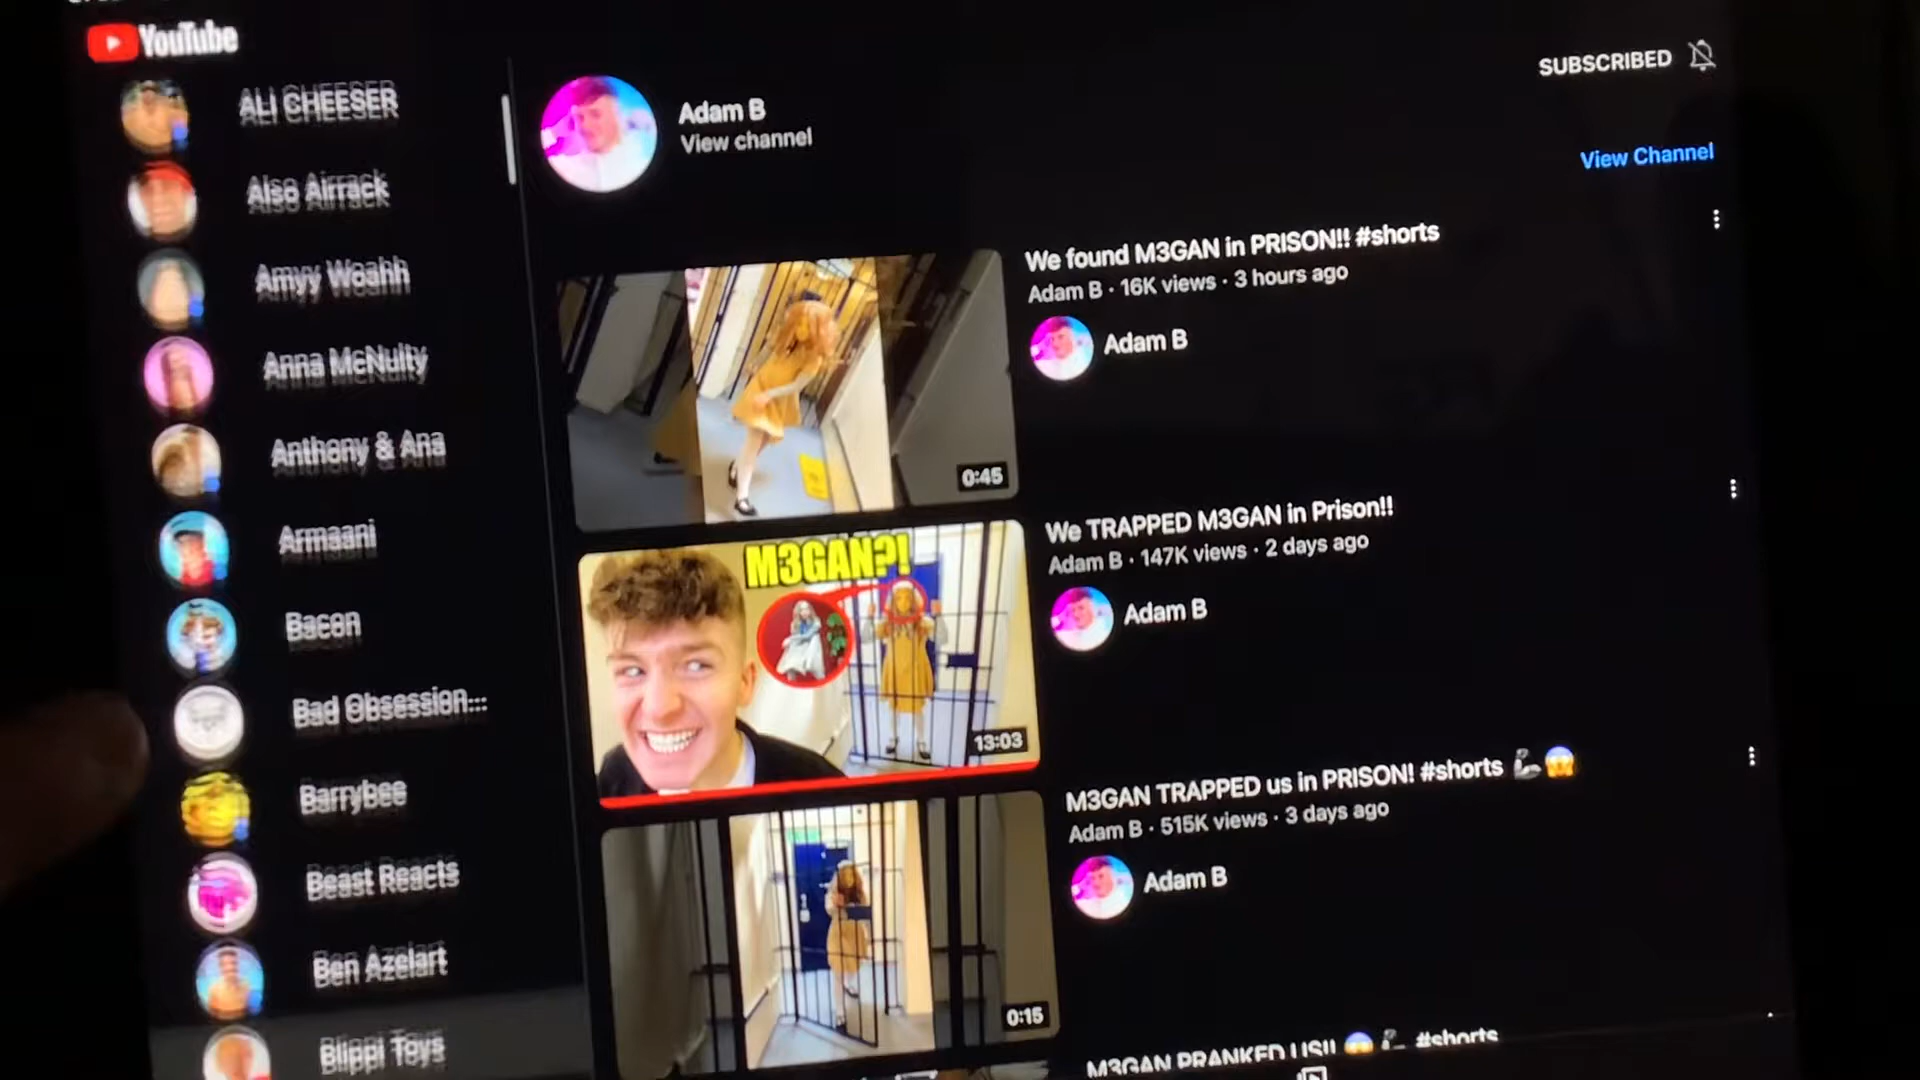 YouTube
ALI CHEESER
Also Airrack
Amyy Woahh
Anna McNulty
Anthony & Ana
Armaani
Bacon
Bad Obsession...
Barrybee
Beast Reacts
Ben Azelart
Blippi Toys
Adam B
View channel
SUBSCRIBED
View Channel
We found M3GAN in PRISON!! #shorts
Adam B · 16K views · 3 hours ago
Adam B
0:45
We TRAPPED M3GAN in Prison!!
Adam B · 147K views · 2 days ago
Adam B
M3GAN?!
13:03
M3GAN TRAPPED us in PRISON! #shorts 🦾😱
Adam B · 515K views · 3 days ago
Adam B
0:15
M3GAN PRANKED US!! 😱🦾 #shorts